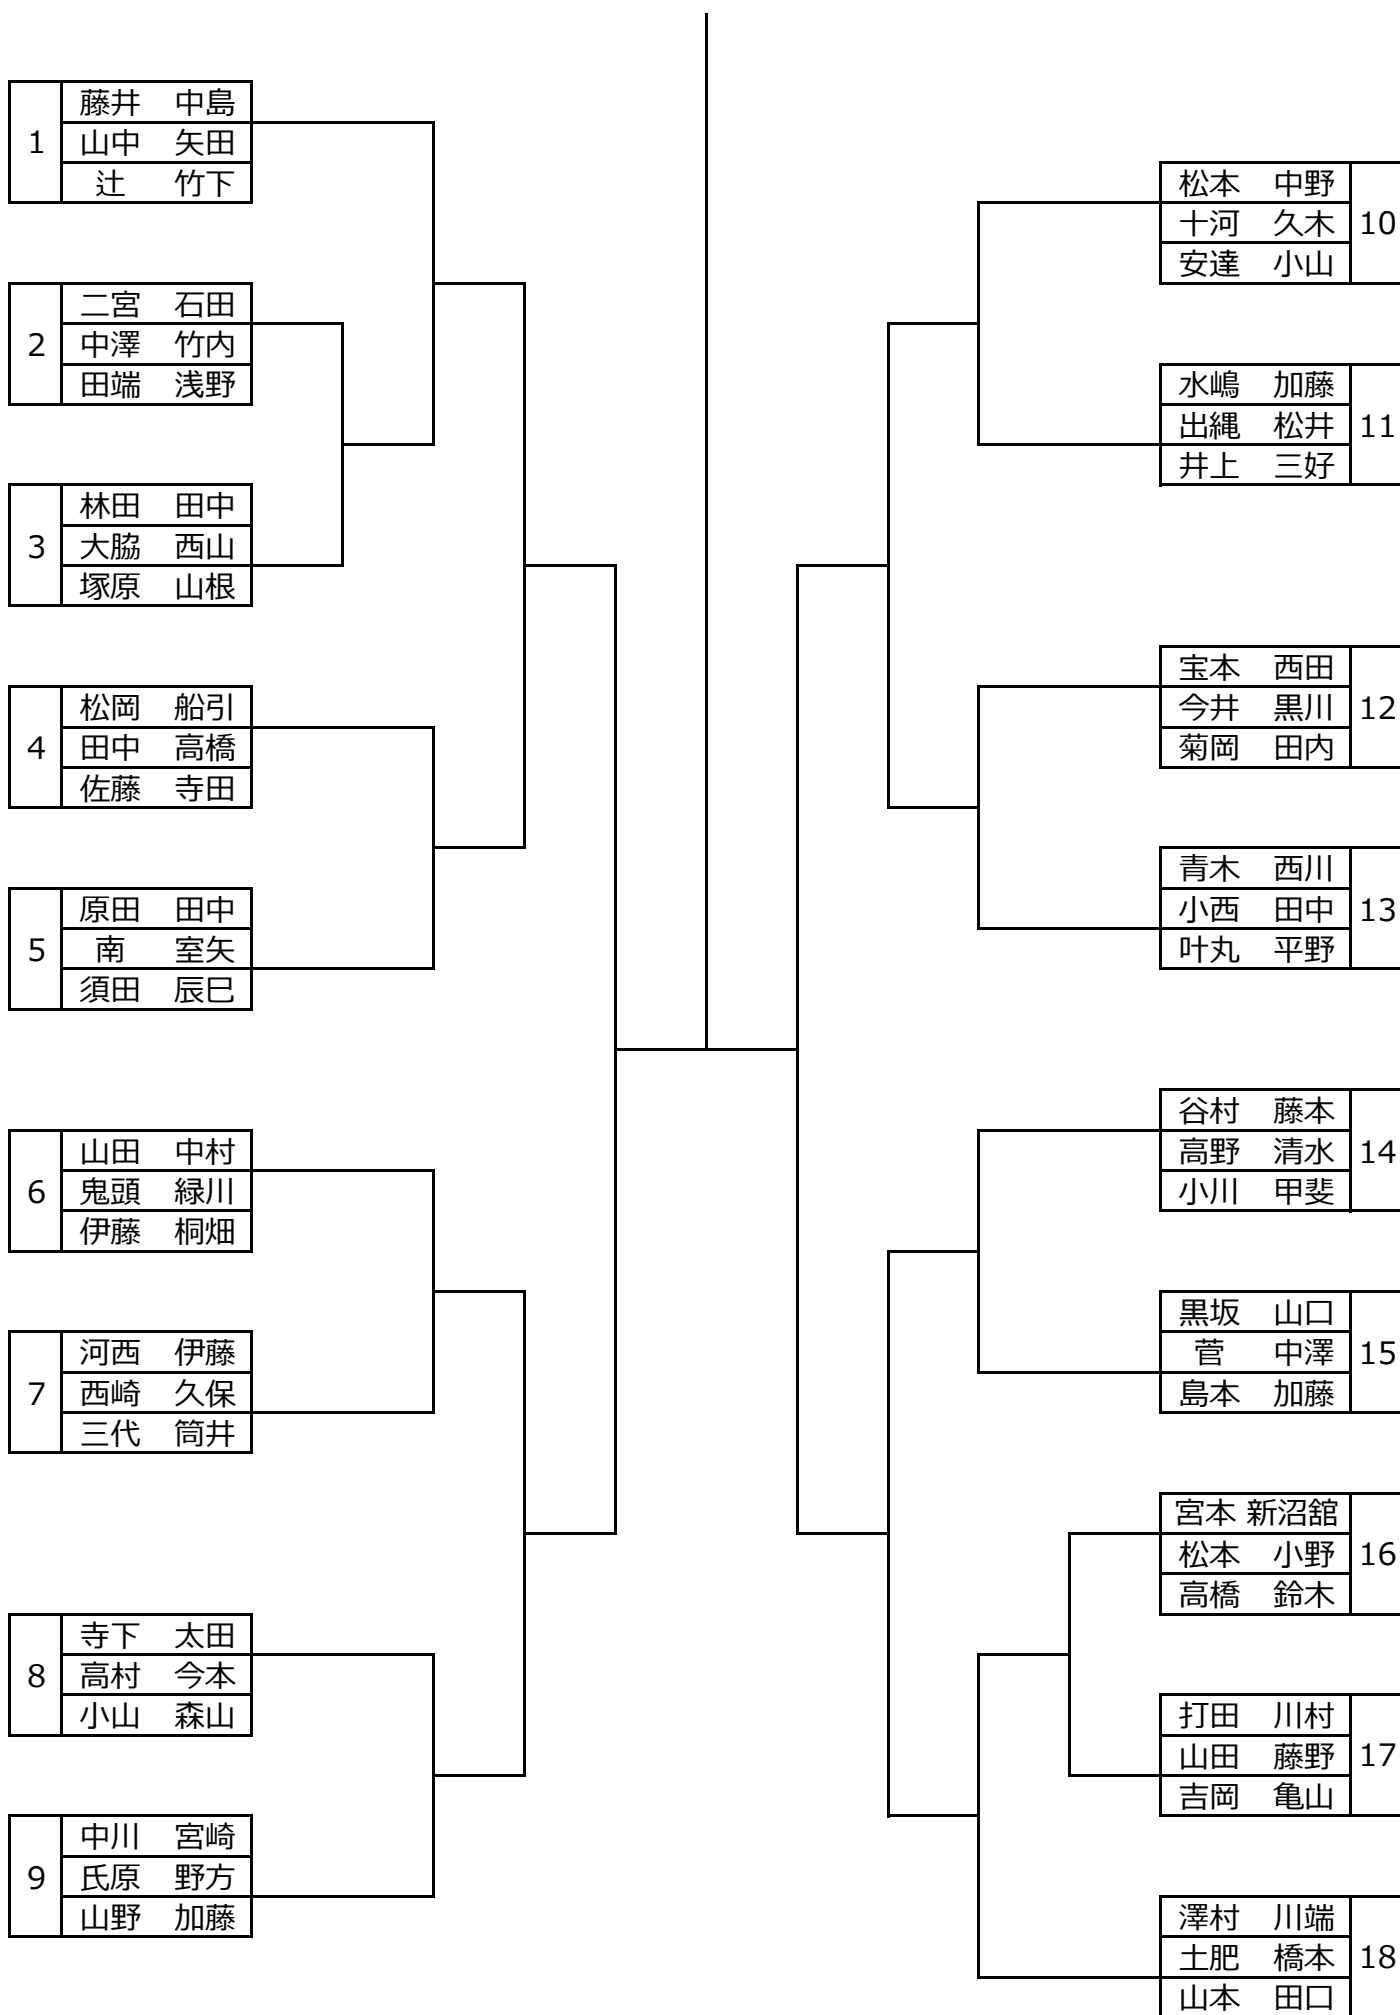 藤井 中島
1 山中 矢田
辻 竹下
二宮 石田
2 中澤 竹内
田端 浅野
林田 田中
3 大脇 西山
塚原 山根
松岡 船引
4 田中 高橋
佐藤 寺田
原田 田中
5 南 室矢
須田 辰巳
山田 中村
6 鬼頭 緑川
伊藤 桐畑
河西 伊藤
7 西崎 久保
三代 筒井
寺下 太田
8 高村 今本
小山 森山
中川 宮崎
9 氏原 野方
山野 加藤
松本 中野
十河 久木 10
安達 小山
水嶋 加藤
出縄 松井 11
井上 三好
宝本 西田
今井 黒川 12
菊岡 田内
青木 西川
小西 田中 13
叶丸 平野
谷村 藤本
高野 清水 14
小川 甲斐
黒坂 山口
菅 中澤 15
島本 加藤
宮本 新沼舘
松本 小野 16
高橋 鈴木
打田 川村
山田 藤野 17
吉岡 亀山
澤村 川端
土肥 橋本 18
山本 田口